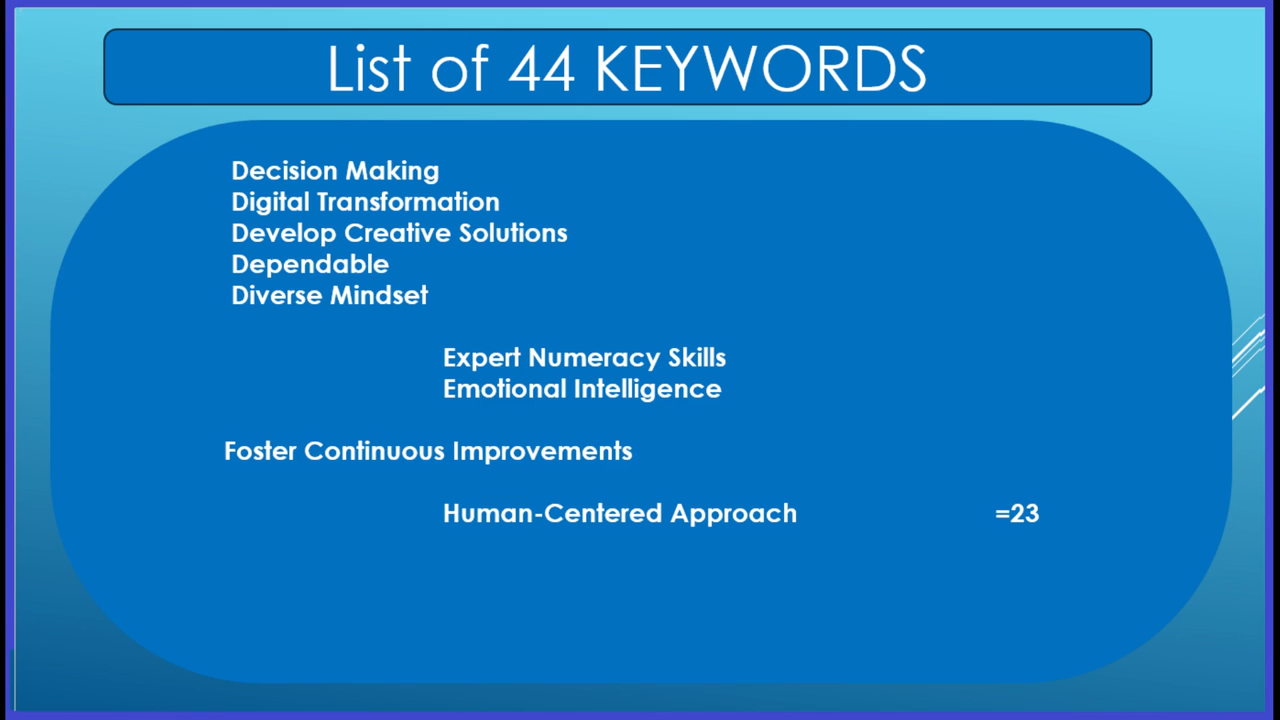 List of 44 KEYWORDS
Decision Making
Digital Transformation
Develop Creative Solutions
Dependable
Diverse Mindset
Expert Numeracy Skills
Emotional Intelligence
Foster Continuous Improvements
Human-Centered Approach =23